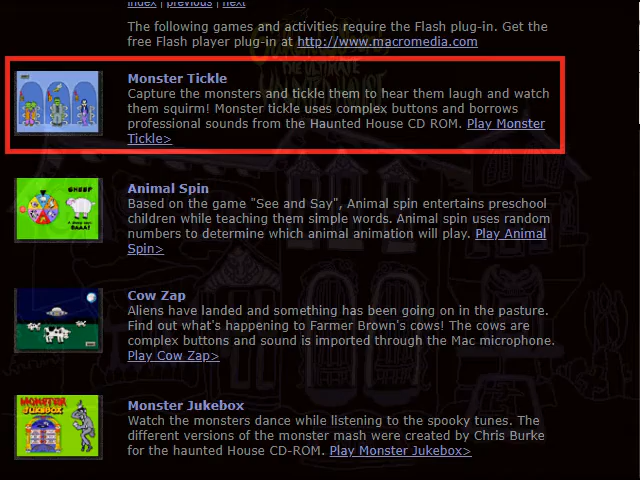 index | previous | next
The following games and activities require the Flash plug-in. Get the
free Flash player plug-in at http://www.macromedia.com
Monster Tickle
Capture the monsters and tickle them to hear them laugh and watch
them squirm! Monster tickle uses complex buttons and borrows
professional sounds from the Haunted House CD ROM. Play Monster
Tickle>
Animal Spin
Based on the game "See and Say", Animal spin entertains preschool
children while teaching them simple words. Animal spin uses random
numbers to determine which animal animation will play. Play Animal
Spin>
SHEEP
BAAA!
Cow Zap
Aliens have landed and something has been going on in the pasture.
Find out what's happening to Farmer Brown's cows! The cows are
complex buttons and sound is imported through the Mac microphone.
Play Cow Zap>
MONSTER
JUKEBOX
Monster Jukebox
Watch the monsters dance while listening to the spooky tunes. The
different versions of the monster mash were created by Chris Burke
for the haunted House CD-ROM. Play Monster Jukebox>